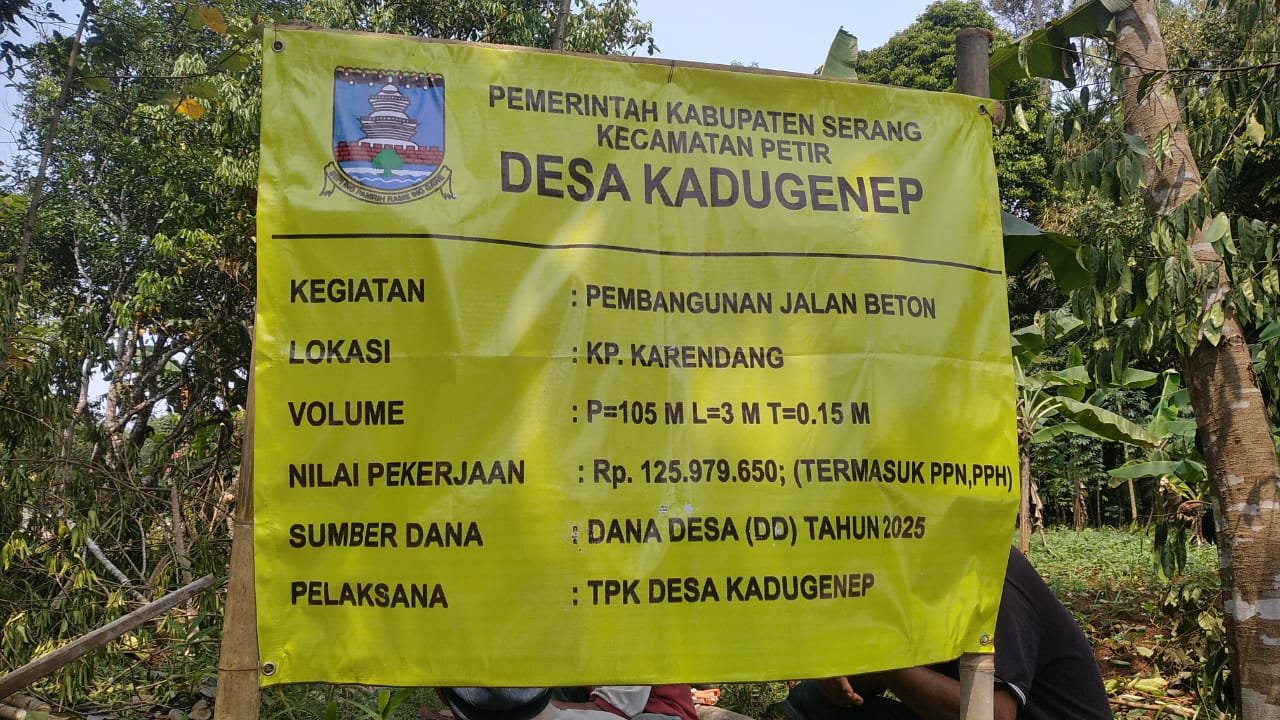 PEMERINTAH KABUPATEN SERANG
KECAMATAN PETIR
DESA KADUGENEP
KEGIATAN : PEMBANGUNAN JALAN BETON
LOKASI : KP. KARENDANG
VOLUME : P=105 M L=3 M T=0.15 M
NILAI PEKERJAAN : Rp. 125.979.650; (TERMASUK PPN,PPH)
SUMBER DANA : DANA DESA (DD) TAHUN 2025
PELAKSANA : TPK DESA KADUGENEP